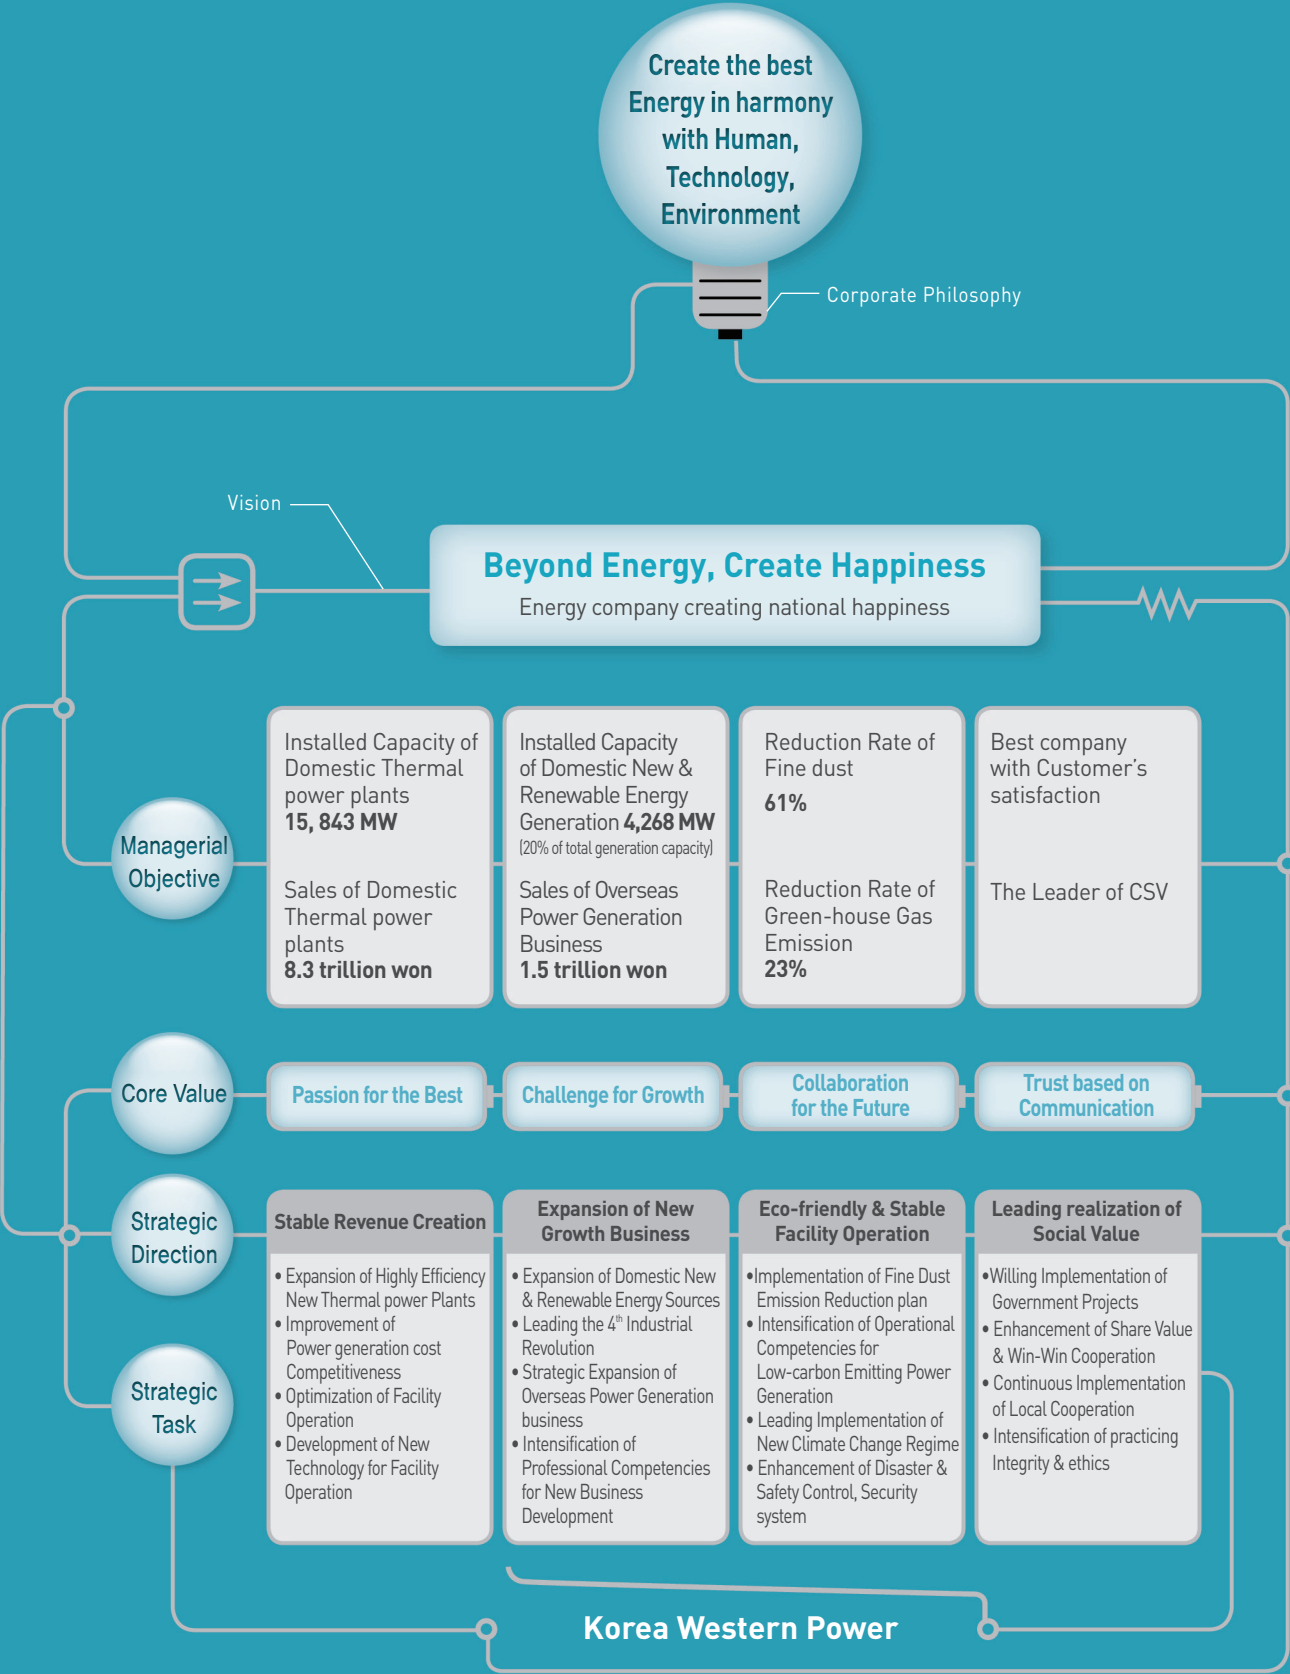 Create the best
Energy in harmony
with Human,
Technology,
Environment
Corporate Philosophy
Vision
Beyond Energy, Create Happiness
Energy company creating national happiness
Managerial
Objective
Installed Capacity of
Domestic Thermal
power plants
15, 843 MW
Sales of Domestic
Thermal power
plants
8.3 trillion won
Installed Capacity
of Domestic New &
Renewable Energy
Generation 4,268 MW
(20% of total generation capacity)
Sales of Overseas
Power Generation
Business
1.5 trillion won
Reduction Rate of
Fine dust
61%
Reduction Rate of
Green-house Gas
Emission
23%
Best company
with Customer's
satisfaction
The Leader of CSV
Core Value
Passion for the Best
Challenge for Growth
Collaboration
for the Future
Trust based on
Communication
Strategic
Direction
Stable Revenue Creation
Expansion of New
Growth Business
Eco-friendly & Stable
Facility Operation
Leading realization of
Social Value
Strategic
Task
• Expansion of Highly Efficiency
New Thermal power Plants
• Improvement of
Power generation cost
Competitiveness
• Optimization of Facility
Operation
• Development of New
Technology for Facility
Operation
• Expansion of Domestic New
& Renewable Energy Sources
• Leading the 4th Industrial
Revolution
• Strategic Expansion of
Overseas Power Generation
business
• Intensification of
Professional Competencies
for New Business
Development
•Implementation of Fine Dust
Emission Reduction plan
• Intensification of Operational
Competencies for
Low-carbon Emitting Power
Generation
• Leading Implementation of
New Climate Change Regime
• Enhancement of Disaster &
Safety Control, Security
system
•Willing Implementation of
Government Projects
• Enhancement of Share Value
& Win-Win Cooperation
• Continuous Implementation
of Local Cooperation
• Intensification of practicing
Integrity & ethics
Korea Western Power